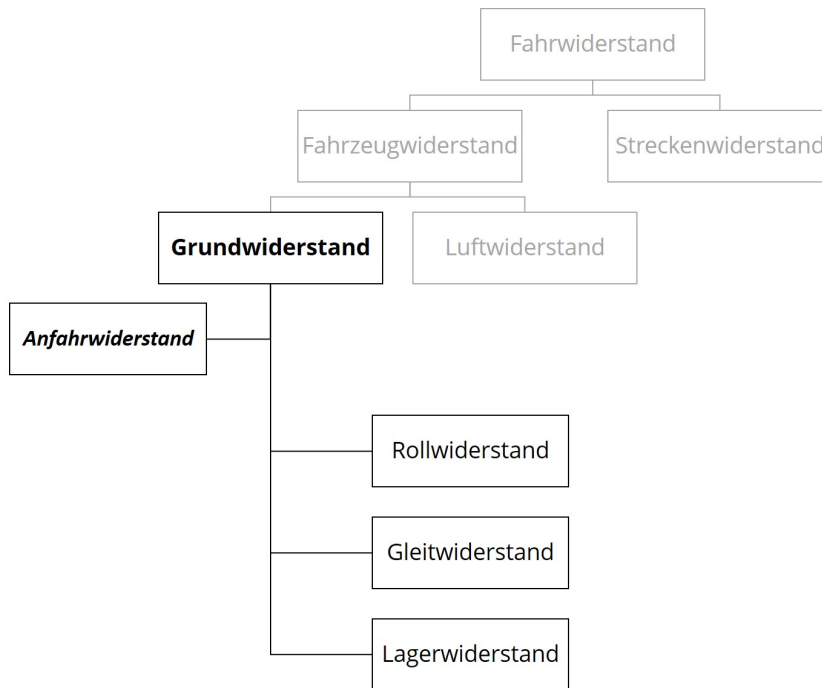 Fahrwiderstand
Fahrzeugwiderstand
Streckenwiderstand
Grundwiderstand
Luftwiderstand
Anfahrwiderstand
Rollwiderstand
Gleitwiderstand
Lagerwiderstand